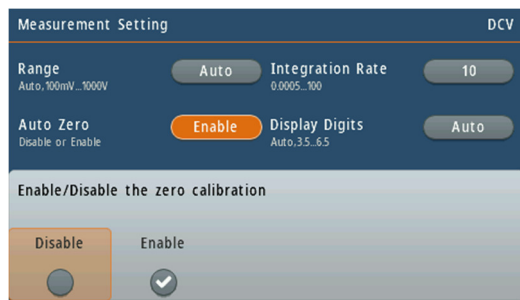 Measurement Setting DCV
Range Auto Integration Rate 10
Auto,100mV...1000V 0.0005...100
Auto Zero Enable Display Digits Auto
Disable or Enable Auto,3.5...6.5
Enable/Disable the zero calibration
Disable Enable